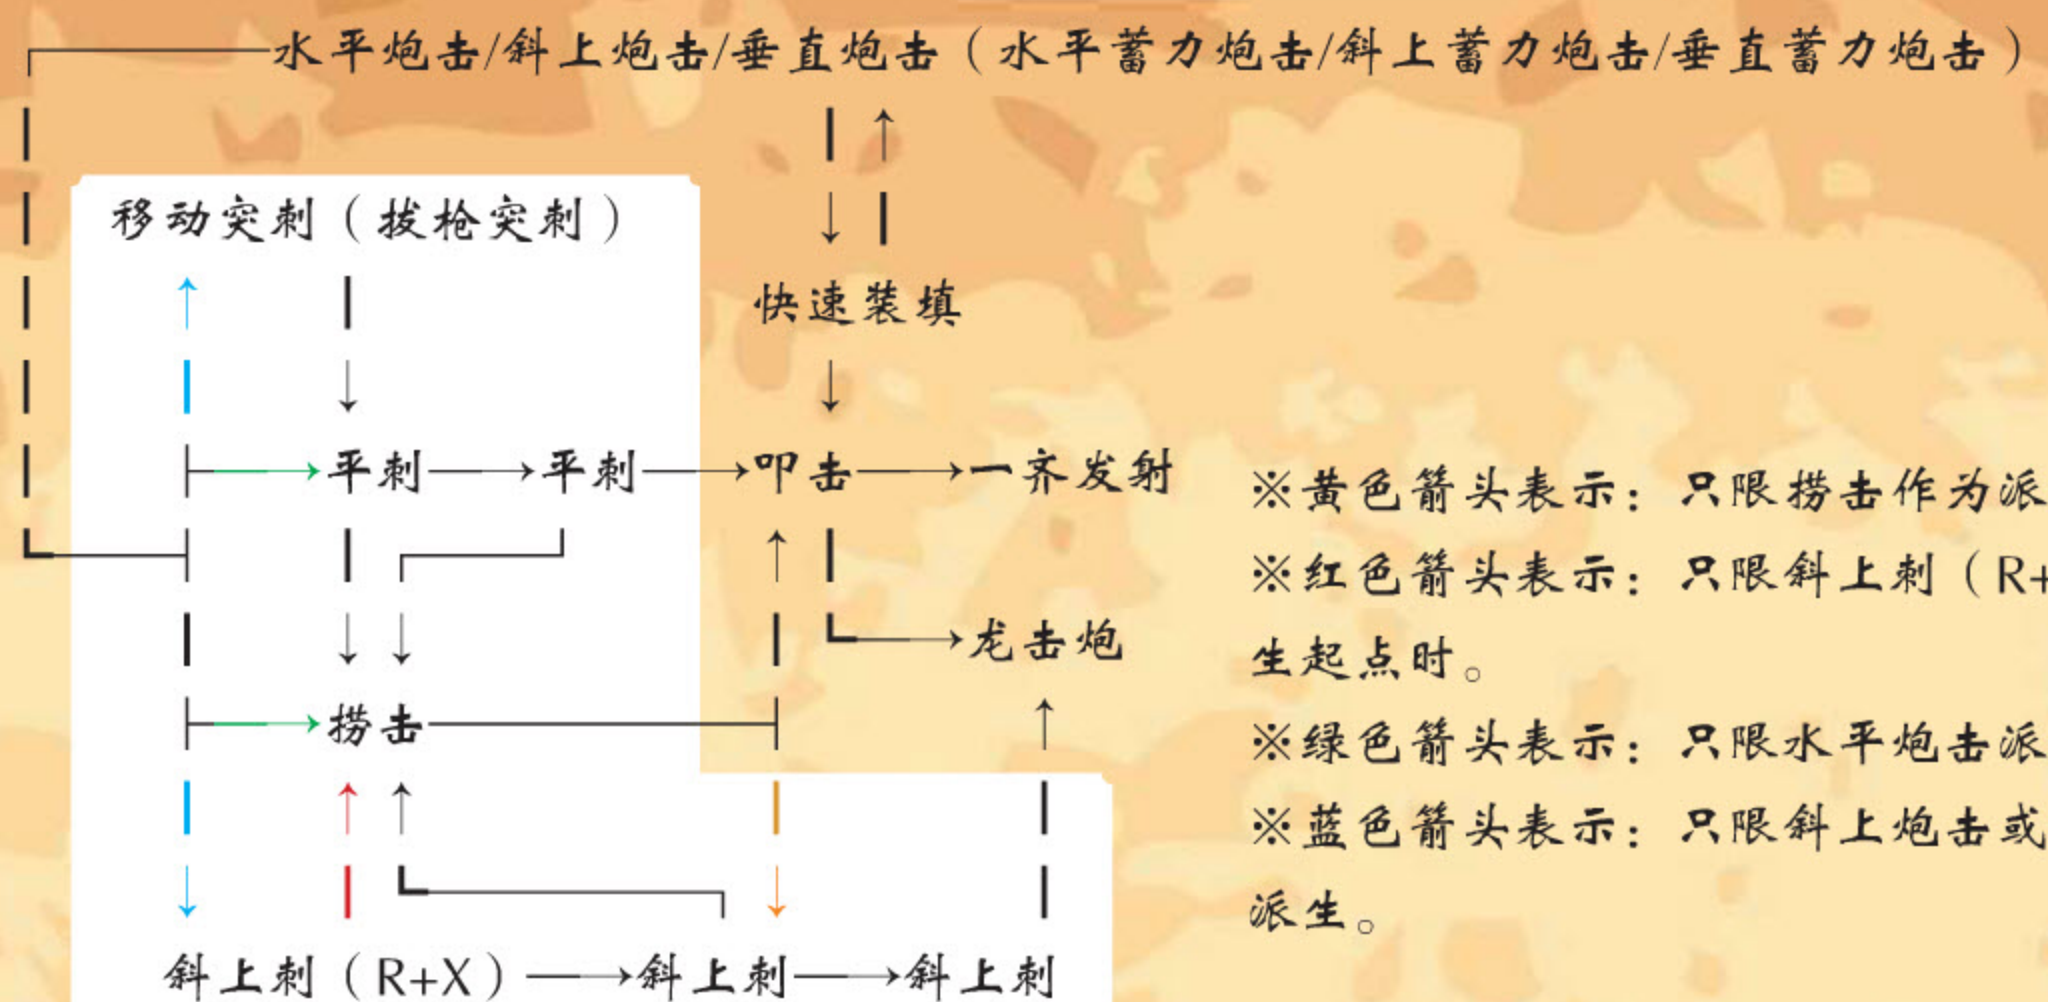 水平炮击/斜上炮击/垂直炮击（水平蓄力炮击/斜上蓄力炮击/垂直蓄力炮击）
移动突刺（拔枪突刺）
快速装填
平刺 平刺 叩击 一齐发射
龙击炮
捞击
斜上刺（R+X） 斜上刺 斜上刺
※黄色箭头表示：只限捞击作为派
※红色箭头表示：只限斜上刺（R+
生起点时。
※绿色箭头表示：只限水平炮击派
※蓝色箭头表示：只限斜上炮击或
派生。